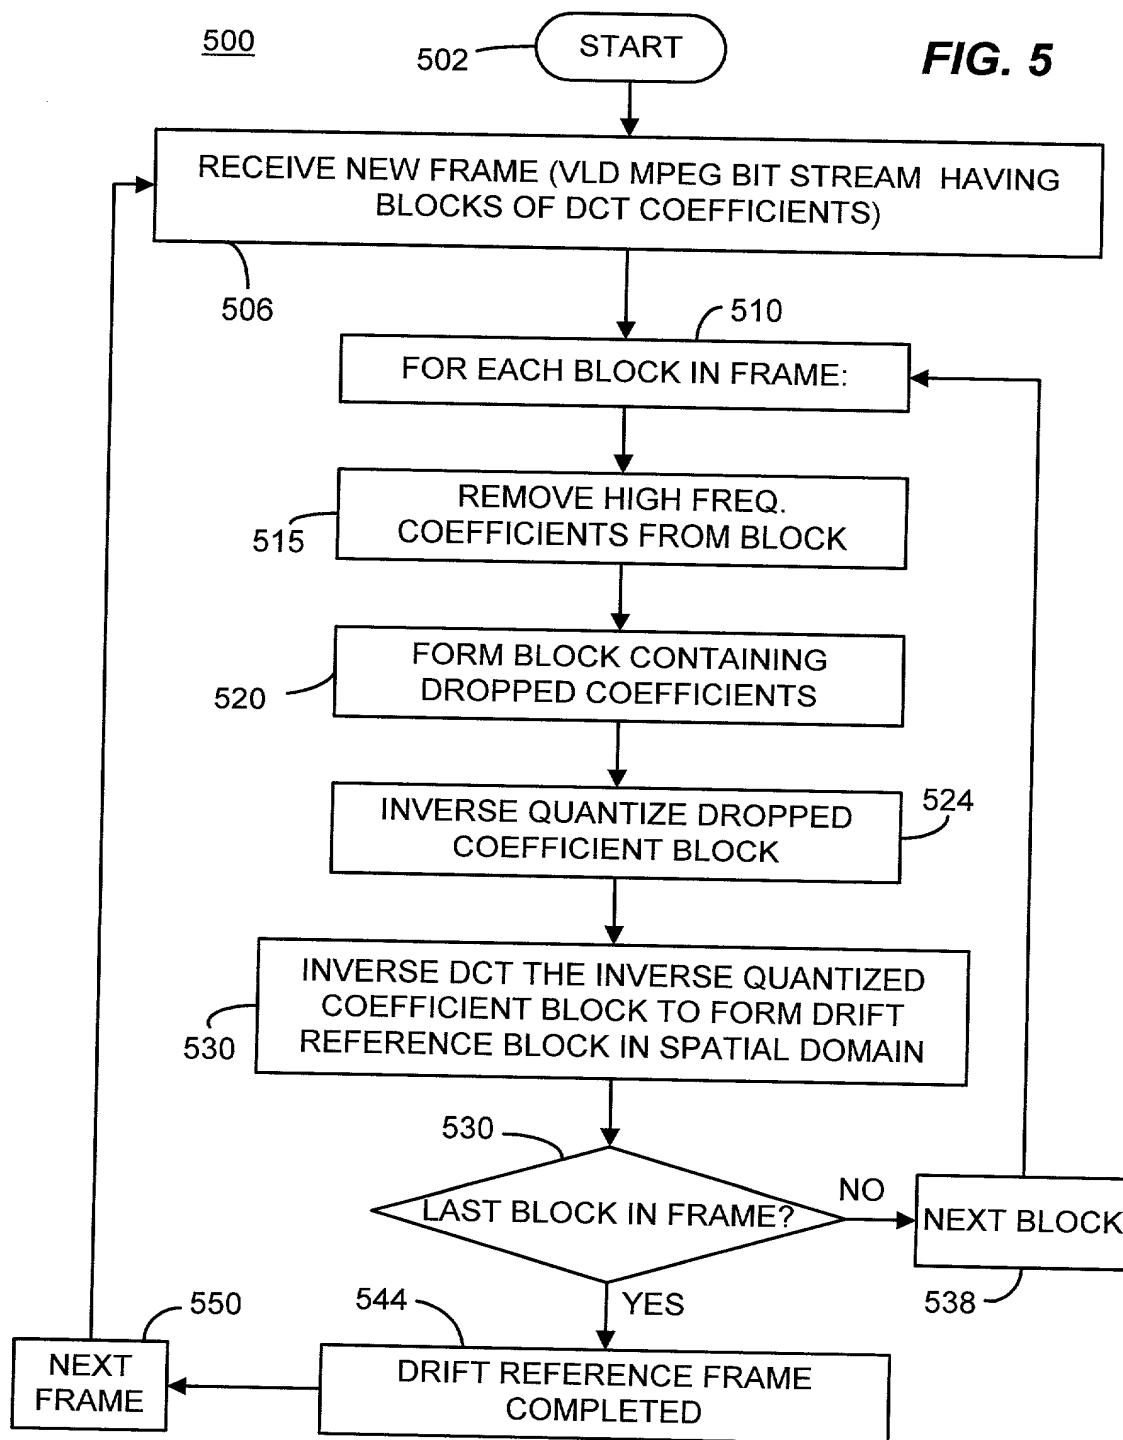 500
502
START
FIG. 5
RECEIVE NEW FRAME (VLD MPEG BIT STREAM HAVING
BLOCKS OF DCT COEFFICIENTS)
506
510
FOR EACH BLOCK IN FRAME:
515
REMOVE HIGH FREQ.
COEFFICIENTS FROM BLOCK
520
FORM BLOCK CONTAINING
DROPPED COEFFICIENTS
INVERSE QUANTIZE DROPPED
COEFFICIENT BLOCK
524
530
INVERSE DCT THE INVERSE QUANTIZED
COEFFICIENT BLOCK TO FORM DRIFT
REFERENCE BLOCK IN SPATIAL DOMAIN
530
LAST BLOCK IN FRAME?
NO
NEXT BLOCK
538
YES
544
550
NEXT
FRAME
DRIFT REFERENCE FRAME
COMPLETED